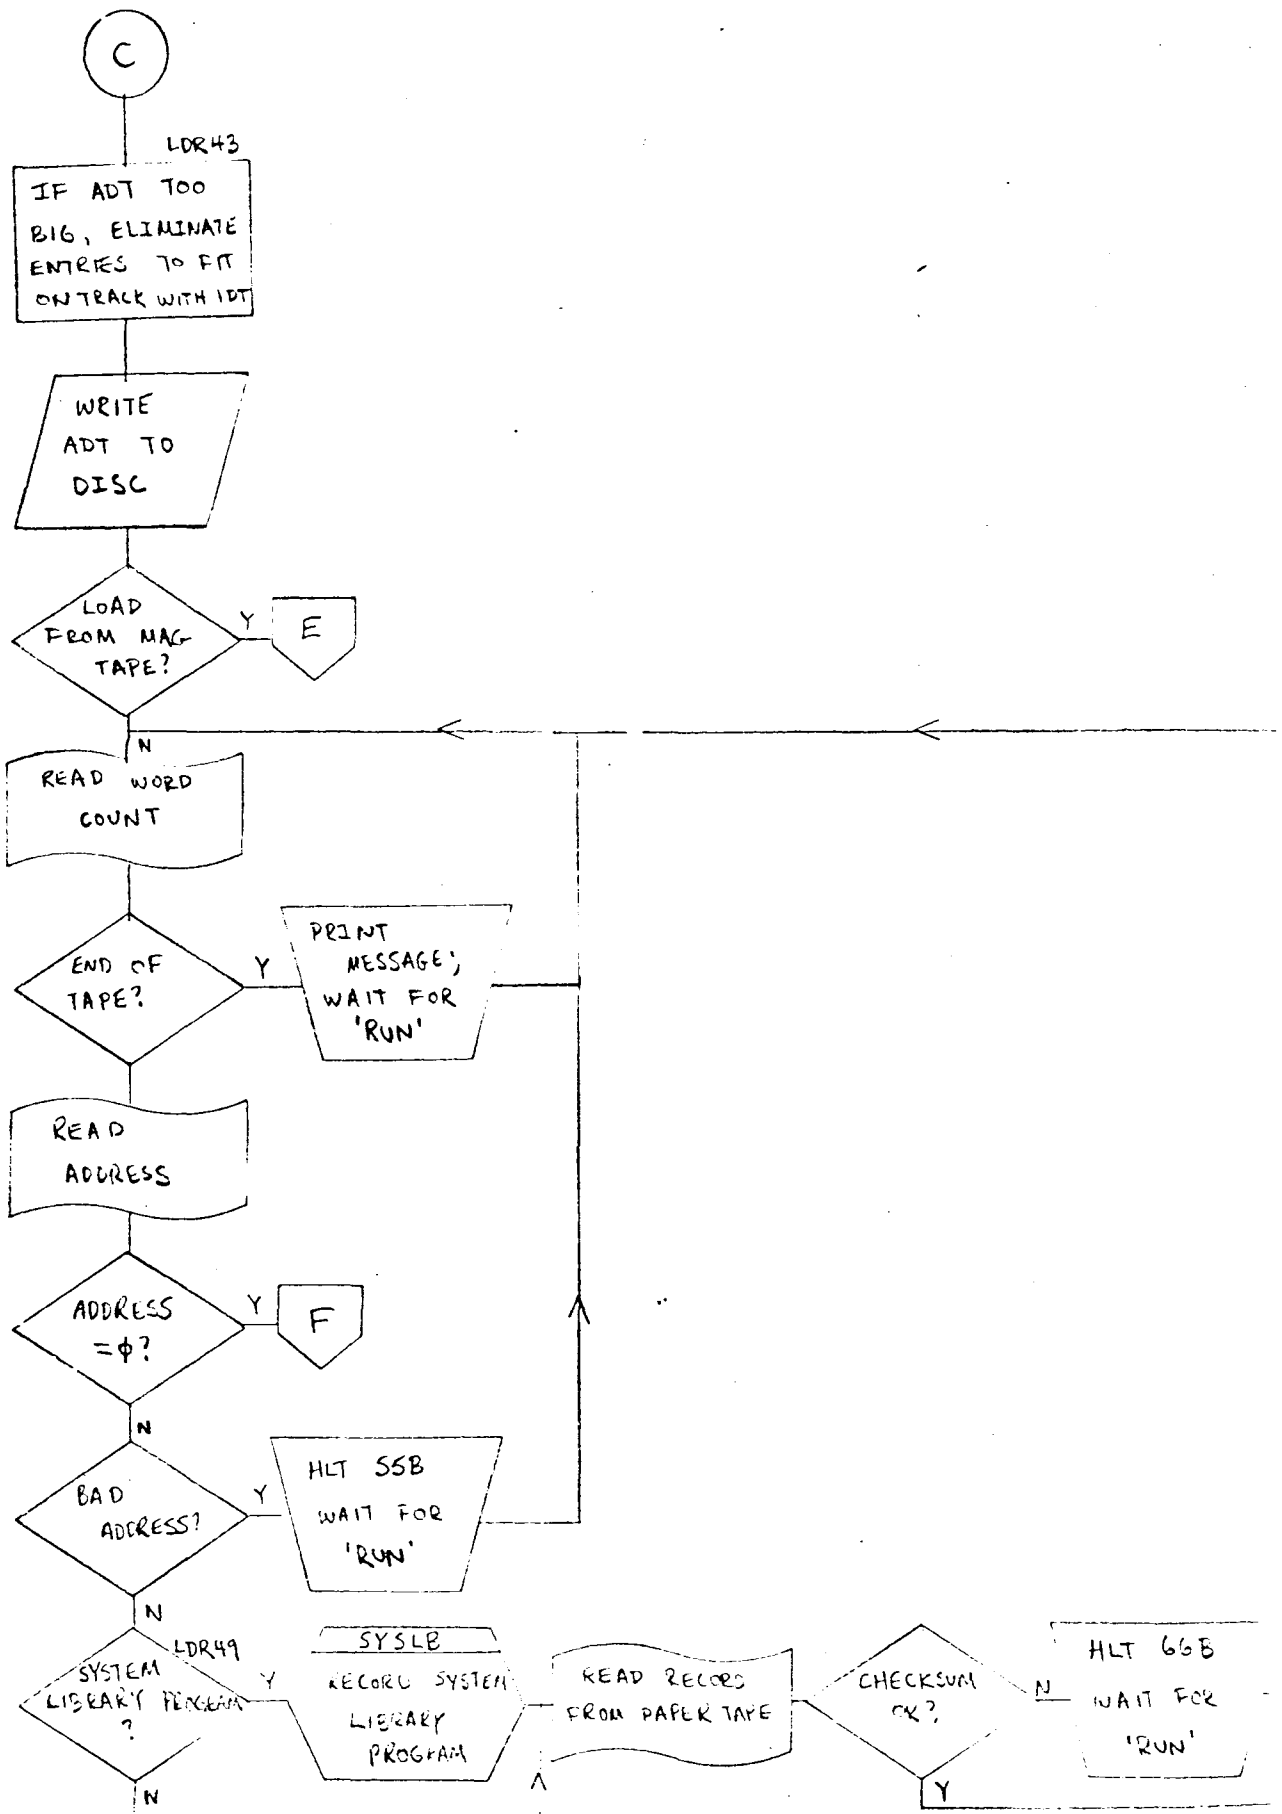 C
LDR43
IF ADT TOO
BIG, ELIMINATE
ENTRIES TO FIT
ON TRACK WITH IDT
WRITE
ADT TO
DISC
LOAD
FROM MAG
TAPE?
Y
E
N
READ WORD
COUNT
END OF
TAPE?
Y
PRINT
MESSAGE;
WAIT FOR
'RUN'
READ
ADDRESS
ADDRESS
=ϕ?
Y
F
N
BAD
ADDRESS?
Y
HLT 55B
WAIT FOR
'RUN'
N
LDR49
SYSTEM
LIBRARY PROGRAM
?
Y
SYSLB
RECORD SYSTEM
LIBRARY
PROGRAM
READ RECORD
FROM PAPER TAPE
CHECKSUM
OK?
N
HLT 66B
WAIT FOR
'RUN'
Y
N